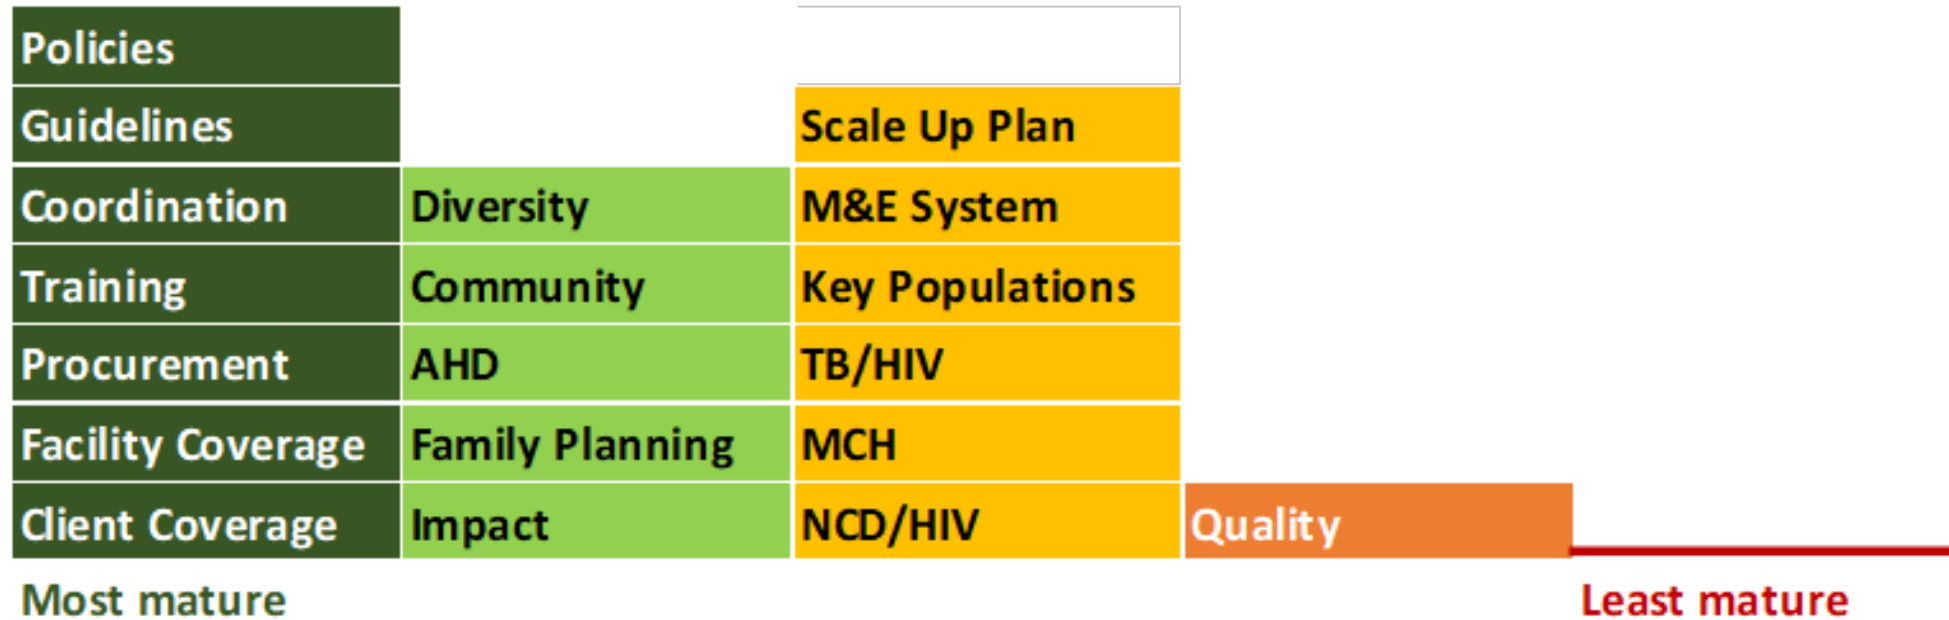 Policies
Guidelines Scale Up Plan
Coordination Diversity M&E System
Training Community Key Populations
Procurement AHD TB/HIV
Facility Coverage Family Planning MCH
Client Coverage Impact NCD/HIV Quality
Most mature Least mature